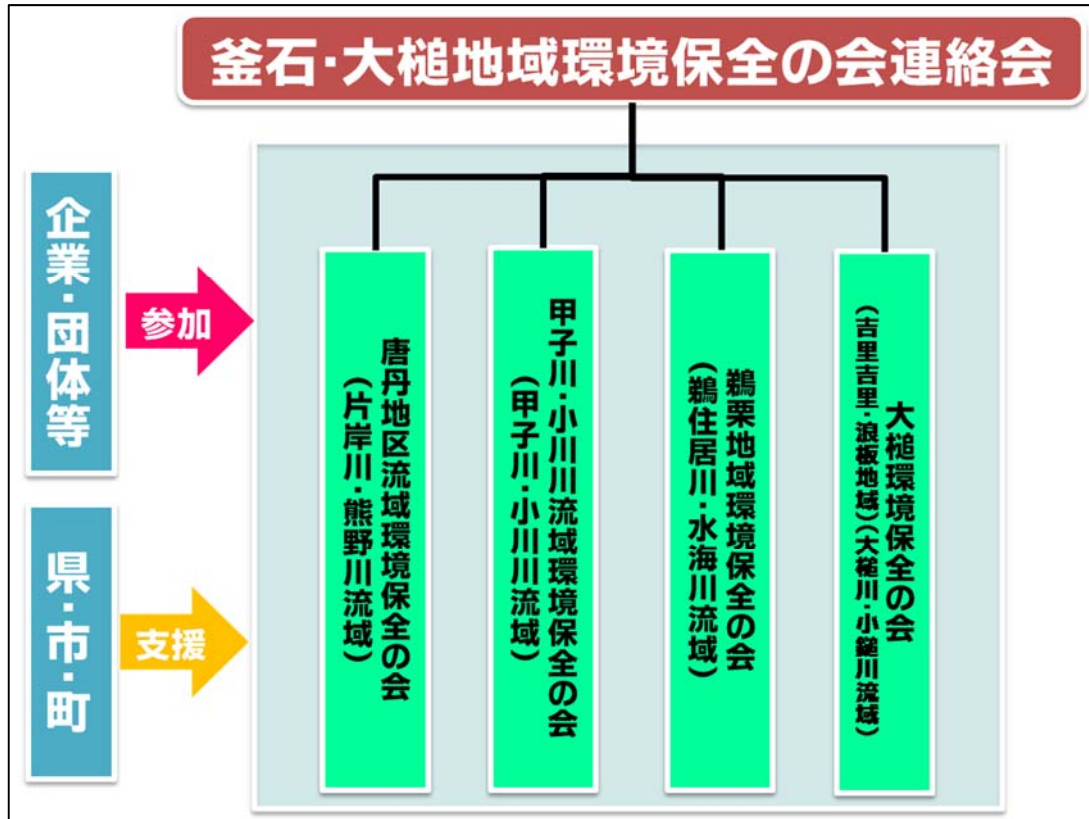 釜石・大槌地域環境保全の会連絡会
企業・団体等
参加
県・市・町
支援
唐丹地区流域環境保全の会
(片岸川・熊野川流域)
甲子川・小川川流域環境保全の会
(甲子川・小川川流域)
鵜栗地域環境保全の会
(鵜住居川・水海川流域)
大槌環境保全の会
(吉里吉里・浪板地域)(大槌川・小鎚川流域)